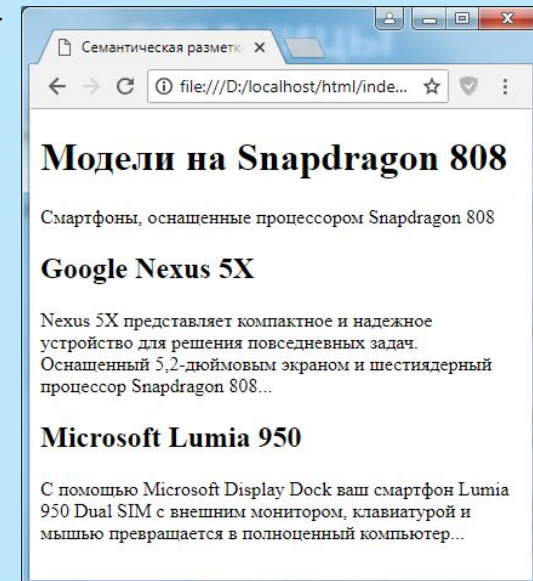 Семантическая разметк
file:///D:/localhost/html/inde...
Модели на Snapdragon 808
Смартфоны, оснащенные процессором Snapdragon 808
Google Nexus 5X
Nexus 5X представляет компактное и надежное
устройство для решения повседневных задач.
Оснащенный 5,2-дюймовым экраном и шестиядерный
процессор Snapdragon 808...
Microsoft Lumia 950
С помощью Microsoft Display Dock ваш смартфон Lumia
950 Dual SIM с внешним монитором, клавиатурой и
мышью превращается в полноценный компьютер...